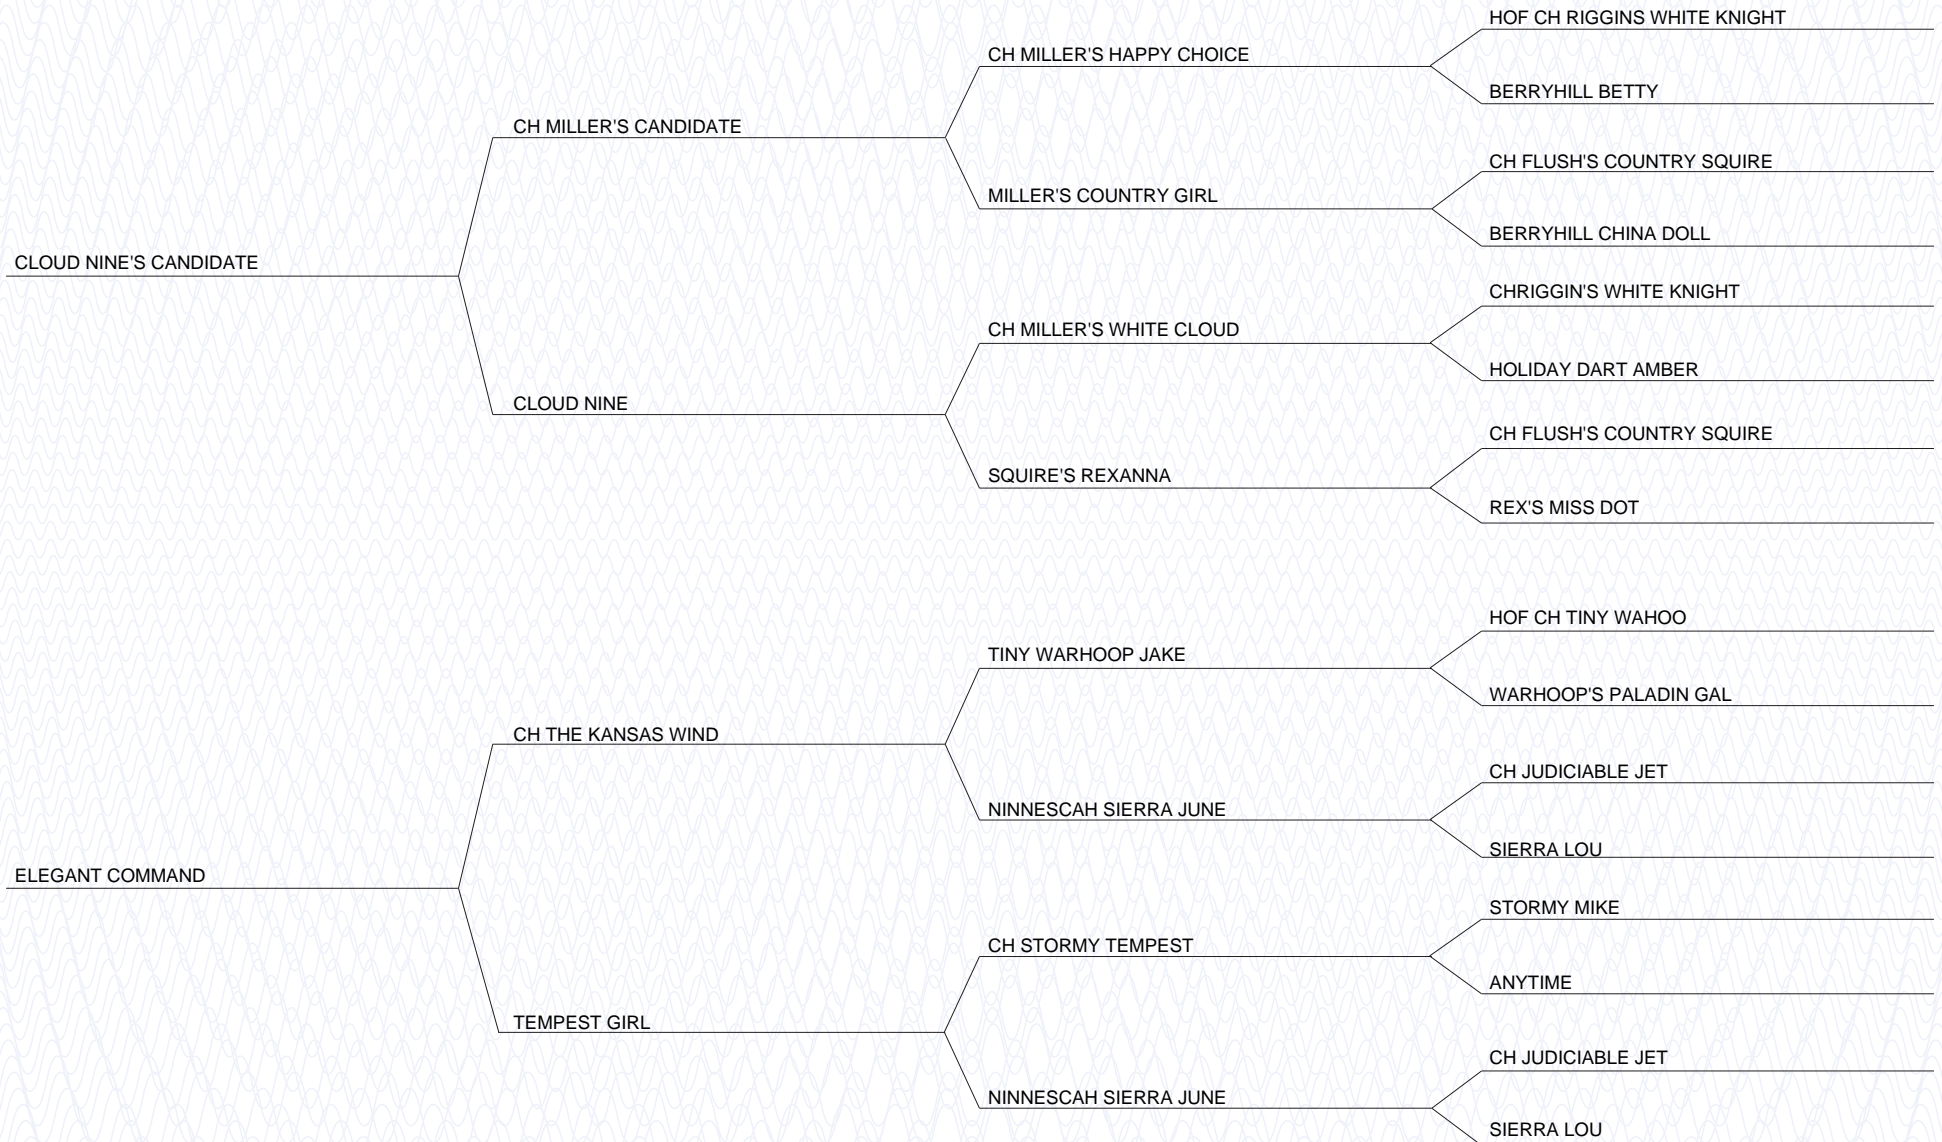 HOF CH RIGGINS WHITE KNIGHT
CH MILLER'S HAPPY CHOICE
BERRYHILL BETTY
CH MILLER'S CANDIDATE
CH FLUSH'S COUNTRY SQUIRE
MILLER'S COUNTRY GIRL
BERRYHILL CHINA DOLL
CLOUD NINE'S CANDIDATE
CHRIGGIN'S WHITE KNIGHT
CH MILLER'S WHITE CLOUD
HOLIDAY DART AMBER
CLOUD NINE
CH FLUSH'S COUNTRY SQUIRE
SQUIRE'S REXANNA
REX'S MISS DOT
HOF CH TINY WAHOO
TINY WARHOOP JAKE
WARHOOP'S PALADIN GAL
CH THE KANSAS WIND
CH JUDICIABLE JET
NINNESCAH SIERRA JUNE
SIERRA LOU
ELEGANT COMMAND
STORMY MIKE
CH STORMY TEMPEST
ANYTIME
TEMPEST GIRL
CH JUDICIABLE JET
NINNESCAH SIERRA JUNE
SIERRA LOU